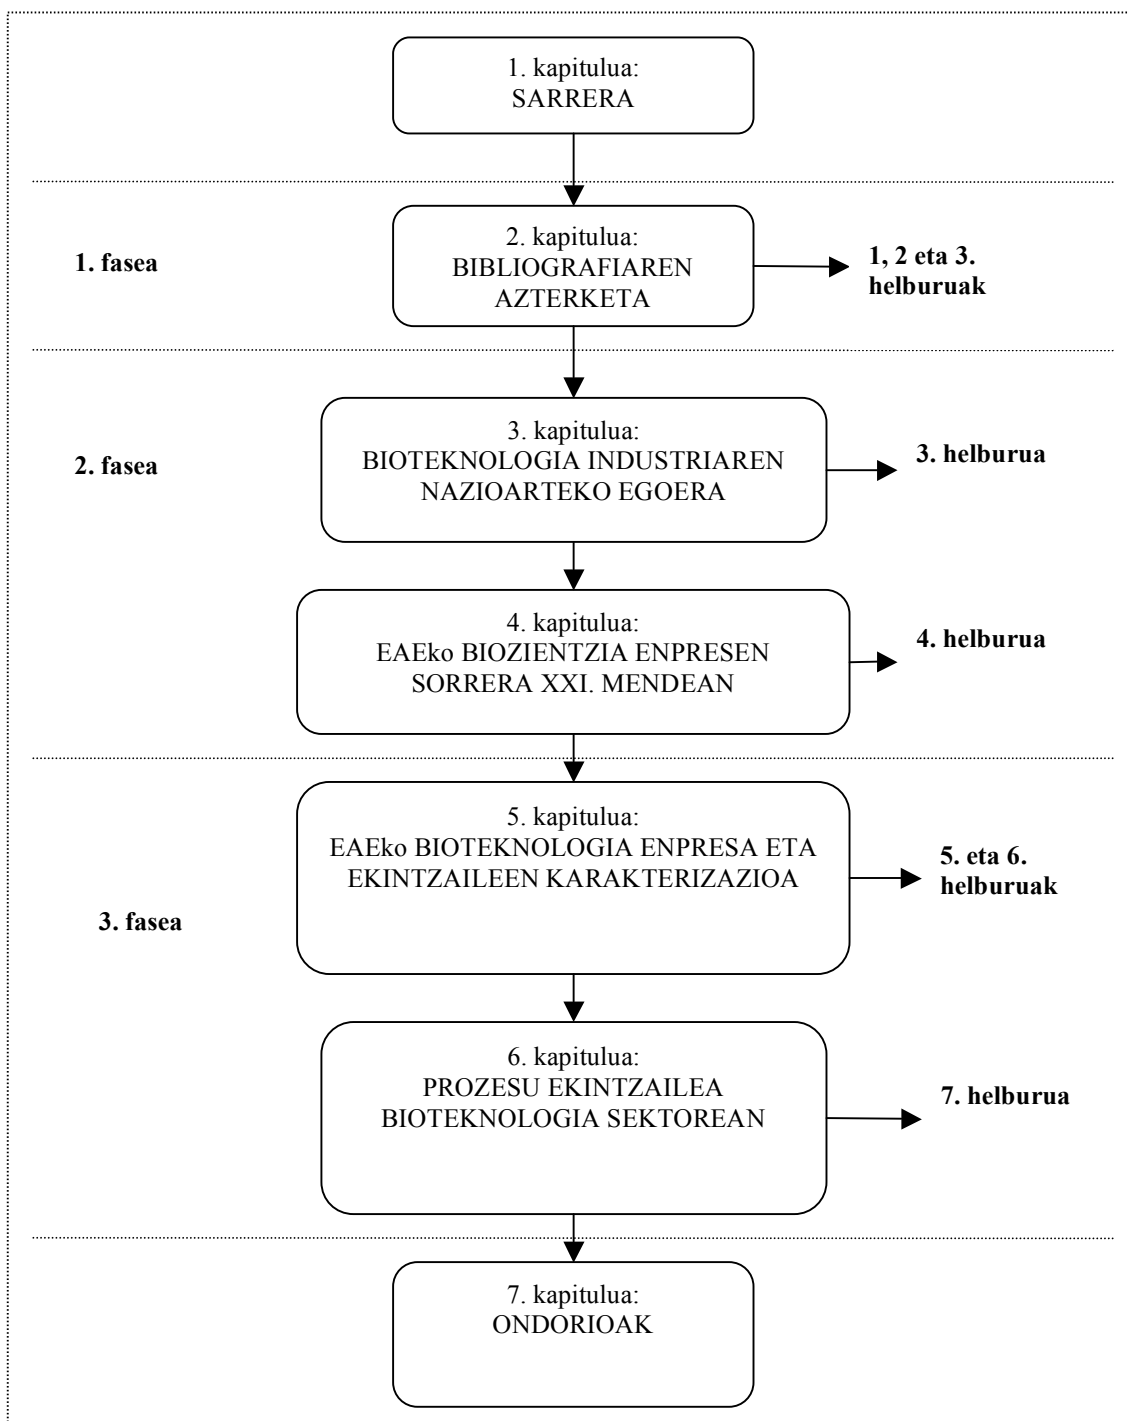 1. kapitulua:
SARRERA
1. fasea
2. kapitulua:
BIBLIOGRAFIAREN
AZTERKETA
1, 2 eta 3.
helburuak
2. fasea
3. kapitulua:
BIOTEKNOLOGIA INDUSTRIAREN
NAZIOARTEKO EGOERA
3. helburua
4. kapitulua:
EAEko BIOZIENTZIA ENPRESEN
SORRERA XXI. MENDEAN
4. helburua
3. fasea
5. kapitulua:
EAEko BIOTEKNOLOGIA ENPRESA ETA
EKINTZAILEEN KARAKTERIZAZIOA
5. eta 6.
helburuak
6. kapitulua:
PROZESU EKINTZAILEA
BIOTEKNOLOGIA SEKTOREAN
7. helburua
7. kapitulua:
ONDORIOAK